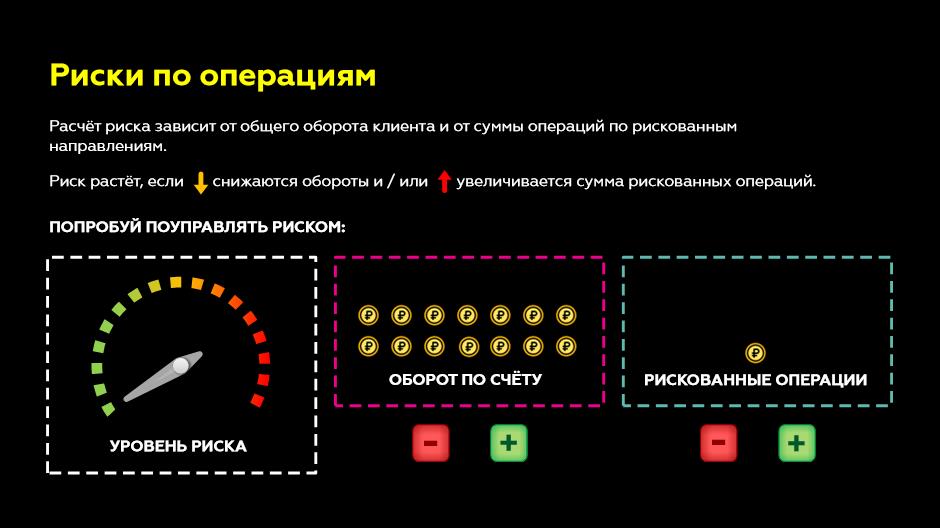 Риски по операциям
Расчёт риска зависит от общего оборота клиента и от суммы операций по рискованным
направлениям.
Риск растёт, если снижаются обороты и / или увеличивается сумма рискованных операций.
ПОПРОБУЙ ПОУПРАВЛЯТЬ РИСКОМ:
УРОВЕНЬ РИСКА
₽ ₽ ₽ ₽ ₽ ₽ ₽
₽ ₽ ₽ ₽ ₽ ₽ ₽
ОБОРОТ ПО СЧЁТУ
- +
₽
РИСКОВАННЫЕ ОПЕРАЦИИ
- +